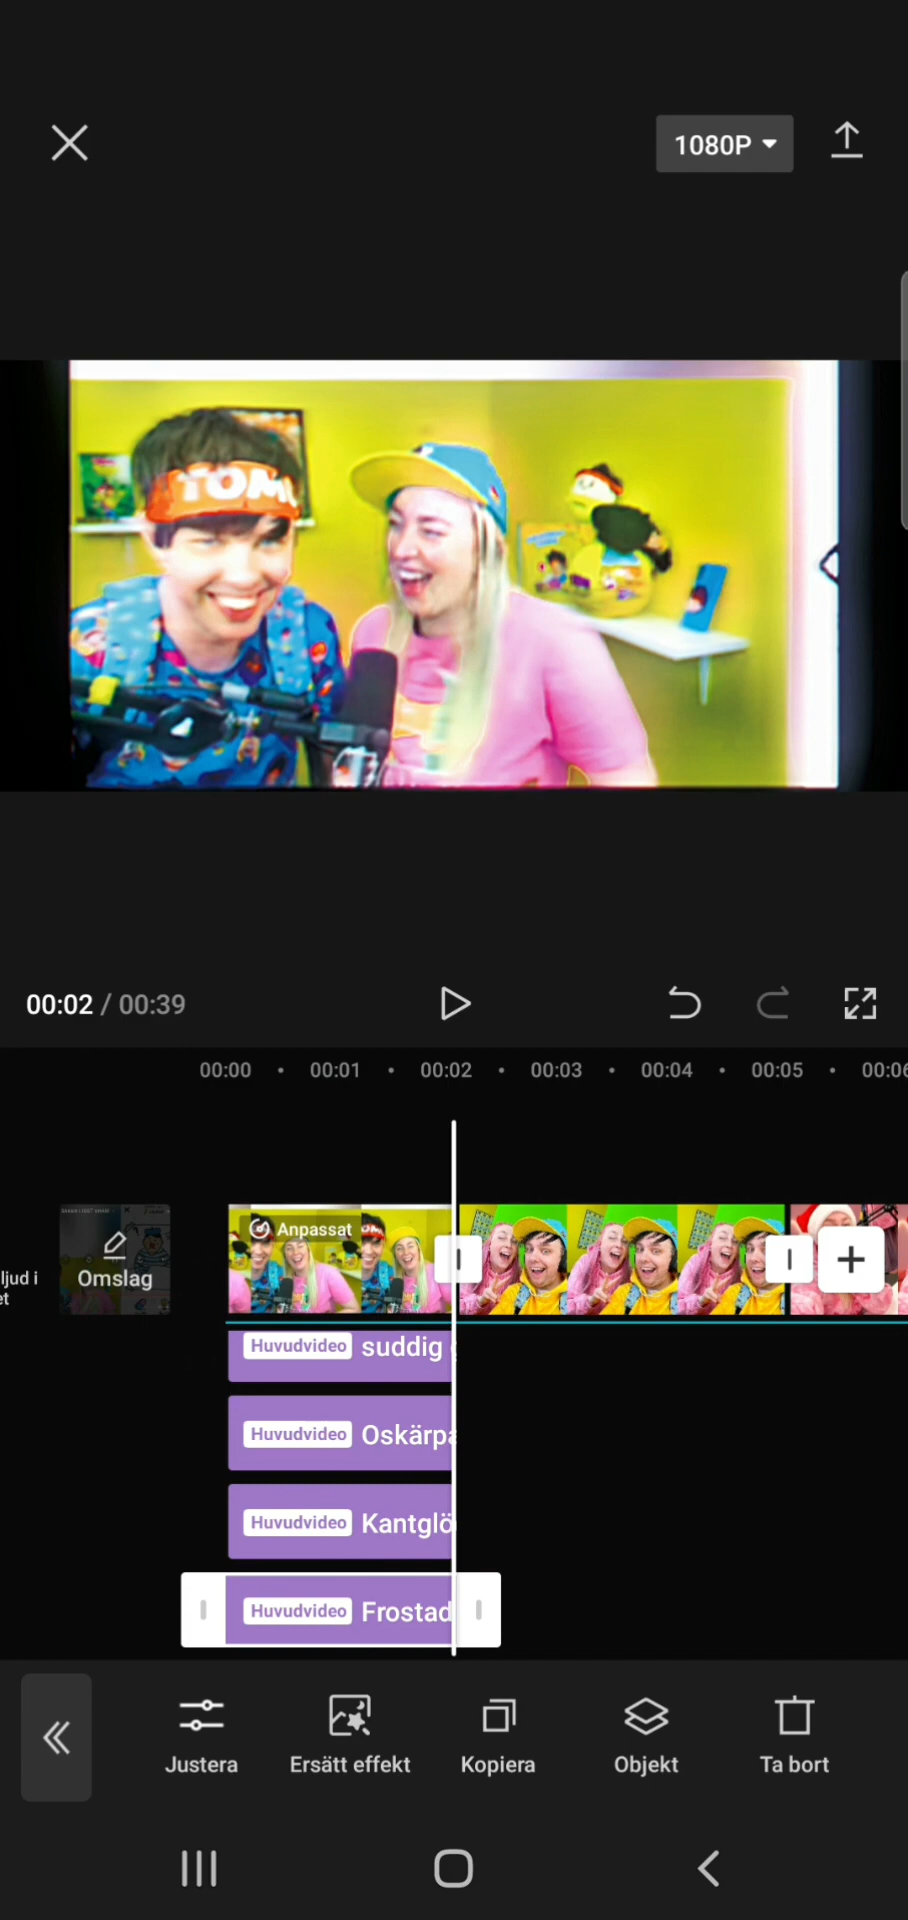 1080P
TOM
00:02 / 00:39
00:00 00:01 00:02 00:03 00:04 00:05
Anpassat
Omslag
ljud i
et
Huvudvideo suddig
Huvudvideo Oskärpa
Huvudvideo Kantglö
Huvudvideo Frostad
Justera
Ersätt effekt
Kopiera
Objekt
Ta bort